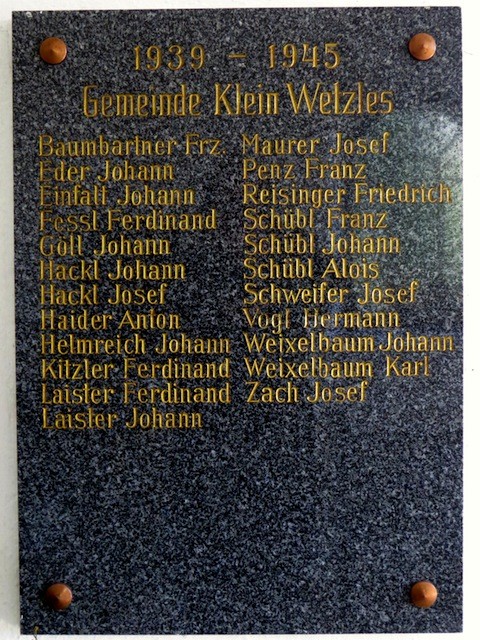 1939 - 1945
Gemeinde Klein Wetzles
Baumbartner Frz.
Eder Johann
Einfalt Johann
Fessl Ferdinand
Göll Johann
Hackl Johann
Hackl Josef
Haider Anton
Helmreich Johann
Kitzler Ferdinand
Laister Ferdinand
Laister Johann
Maurer Josef
Penz Franz
Reisinger Friedrich
Schübl Franz
Schübl Johann
Schübl Alois
Schweifer Josef
Vogl Hermann
Weixelbaum Johann
Weixelbaum Karl
Zach Josef